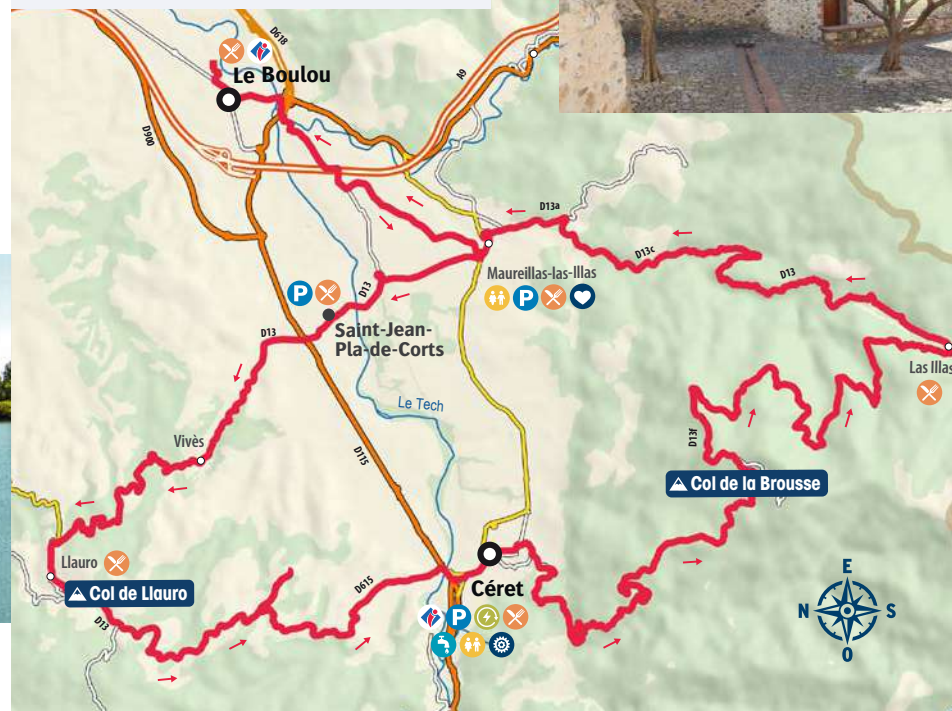 D618
Le Boulou
A9
D900
D13a
D13c
Maureillas-las-Illas
P
D13
P
D13
Saint-Jean-
Pla-de-Corts
D13
Las Illas
Le Tech
D13f
Vivès
D115
Col de la Brousse
Llauro
Col de Llauro
D615
Céret
P
D13
E
N
S
O